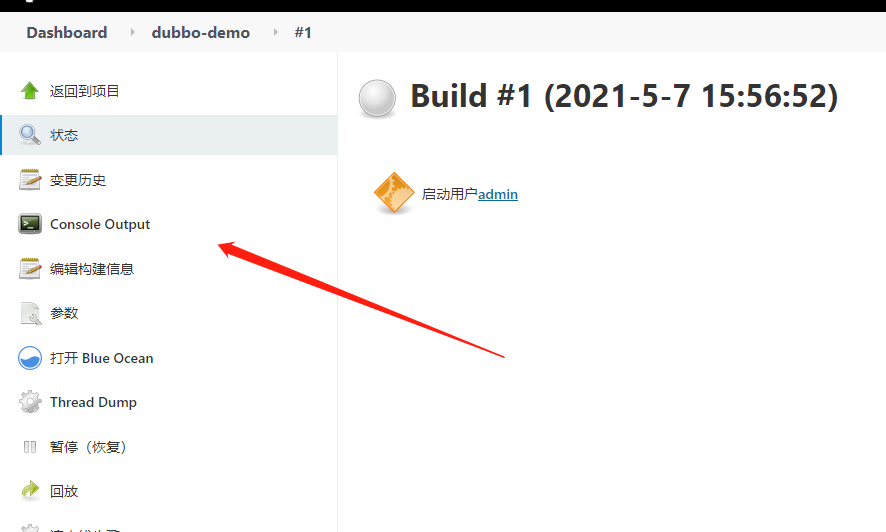 Dashboard dubbo-demo #1
返回到项目
状态
变更历史
Console Output
编辑构建信息
参数
打开 Blue Ocean
Thread Dump
暂停（恢复）
回放
Build #1 (2021-5-7 15:56:52)
启动用户admin